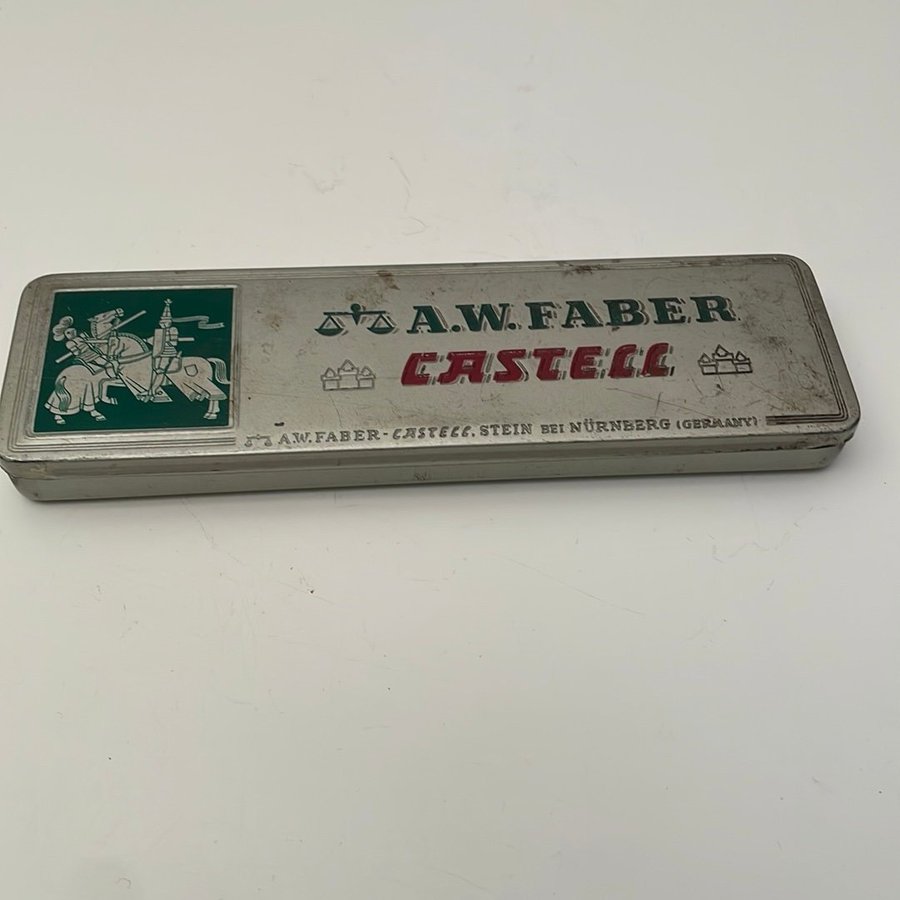 A.W. FABER
CASTELL
A.W. FABER-CASTELL, STEIN BEI NÜRNBERG (GERMANY)